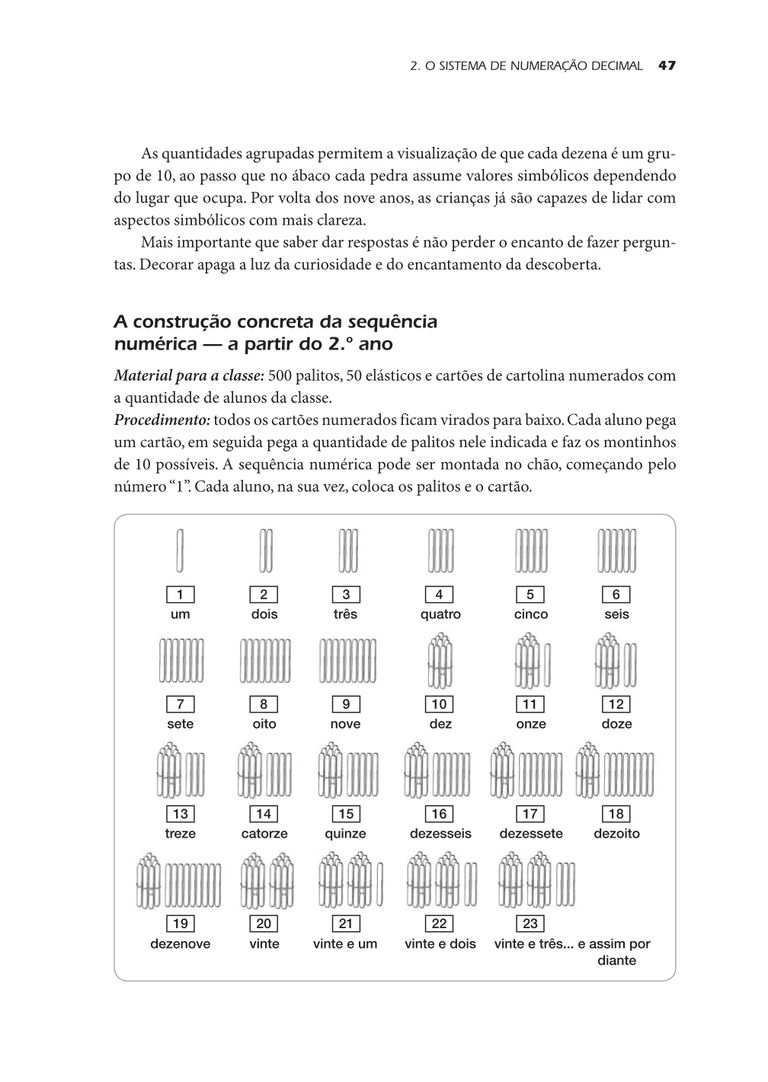 2. O SISTEMA DE NUMERAÇÃO DECIMAL 47
As quantidades agrupadas permitem a visualização de que cada dezena é um gru-
po de 10, ao passo que no ábaco cada pedra assume valores simbólicos dependendo
do lugar que ocupa. Por volta dos nove anos, as crianças já são capazes de lidar com
aspectos simbólicos com mais clareza.
Mais importante que saber dar respostas é não perder o encanto de fazer pergun-
tas. Decorar apaga a luz da curiosidade e do encantamento da descoberta.
A construção concreta da sequência
numérica — a partir do 2.º ano
Material para a classe: 500 palitos, 50 elásticos e cartões de cartolina numerados com
a quantidade de alunos da classe.
Procedimento: todos os cartões numerados ficam virados para baixo. Cada aluno pega
um cartão, em seguida pega a quantidade de palitos nele indicada e faz os montinhos
de 10 possíveis. A sequência numérica pode ser montada no chão, começando pelo
número “1”. Cada aluno, na sua vez, coloca os palitos e o cartão.
1 2 3 4 5 6
um dois três quatro cinco seis
7 8 9 10 11 12
sete oito nove dez onze doze
13 14 15 16 17 18
treze catorze quinze dezesseis dezessete dezoito
19 20 21 22 23
dezenove vinte vinte e um vinte e dois vinte e três... e assim por
diante